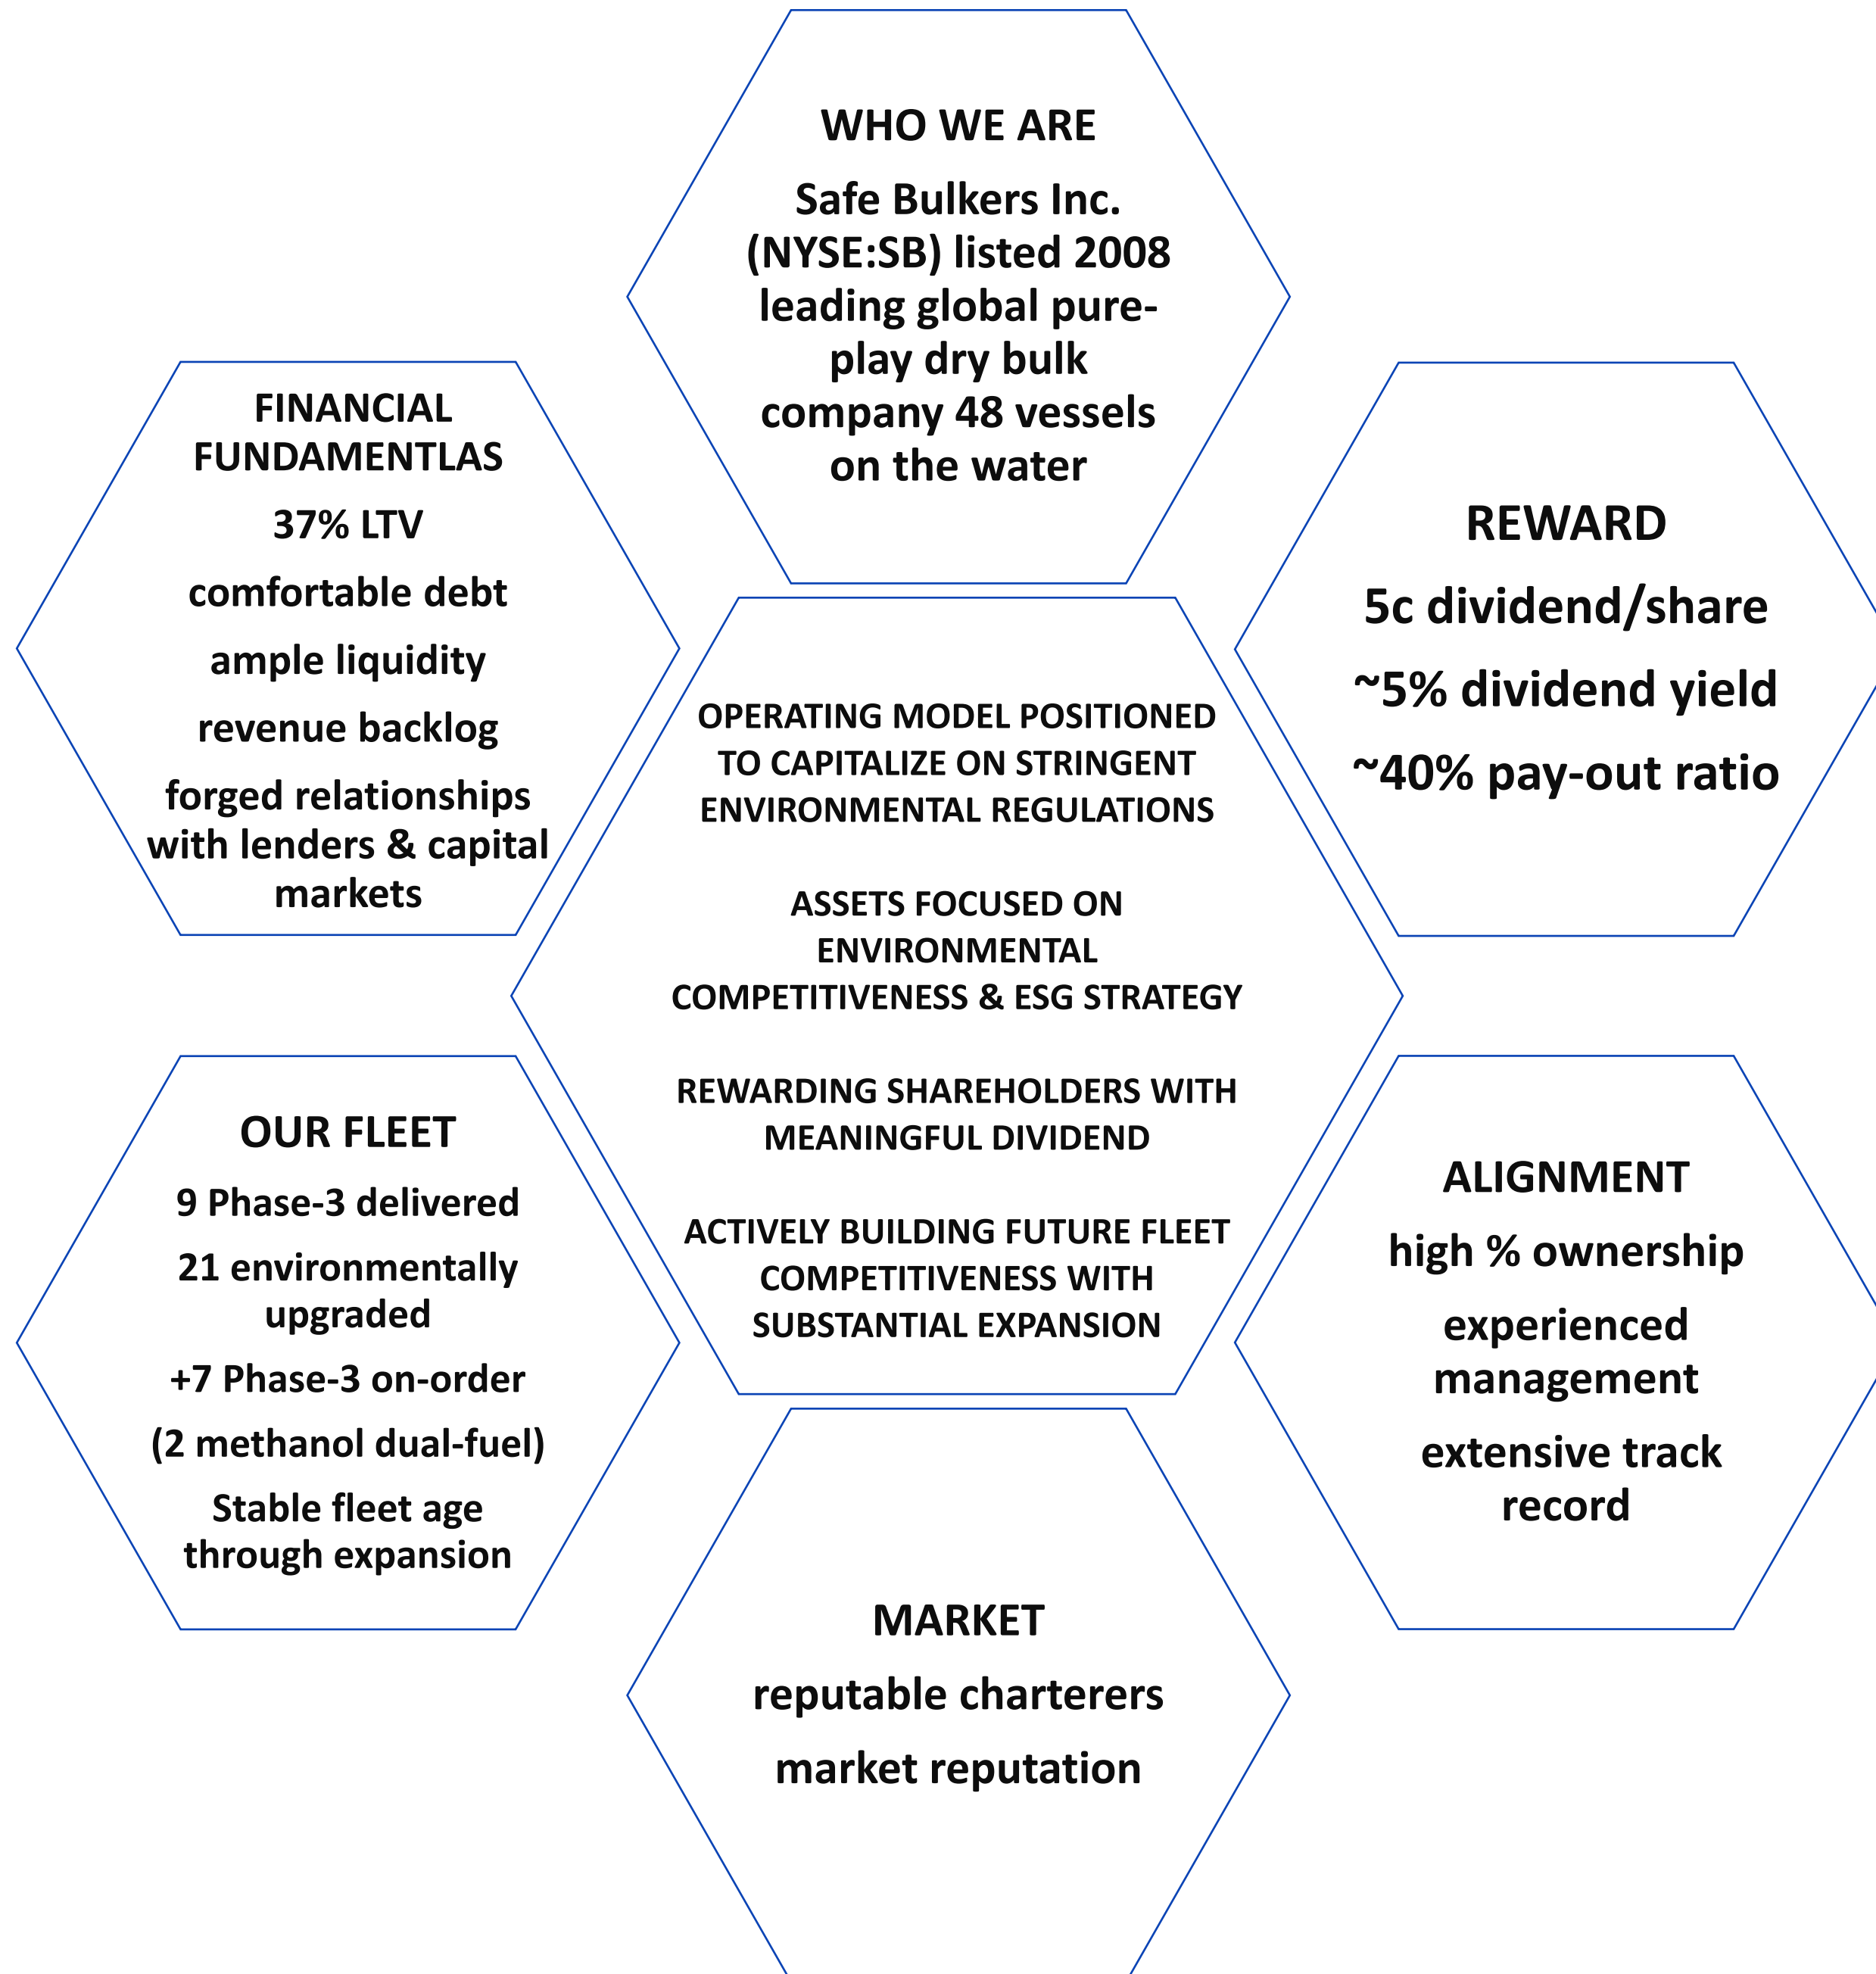 WHO WE ARE
Safe Bulkers Inc.
(NYSE:SB) listed 2008
leading global pure-
play dry bulk
company 48 vessels
on the water
FINANCIAL
FUNDAMENTLAS
37% LTV
comfortable debt
ample liquidity
revenue backlog
forged relationships
with lenders & capital
markets
REWARD
5c dividend/share
~5% dividend yield
~40% pay-out ratio
OPERATING MODEL POSITIONED
TO CAPITALIZE ON STRINGENT
ENVIRONMENTAL REGULATIONS
ASSETS FOCUSED ON
ENVIRONMENTAL
COMPETITIVENESS & ESG STRATEGY
REWARDING SHAREHOLDERS WITH
MEANINGFUL DIVIDEND
ACTIVELY BUILDING FUTURE FLEET
COMPETITIVENESS WITH
SUBSTANTIAL EXPANSION
OUR FLEET
9 Phase-3 delivered
21 environmentally
upgraded
+7 Phase-3 on-order
(2 methanol dual-fuel)
Stable fleet age
through expansion
ALIGNMENT
high % ownership
experienced
management
extensive track
record
MARKET
reputable charterers
market reputation